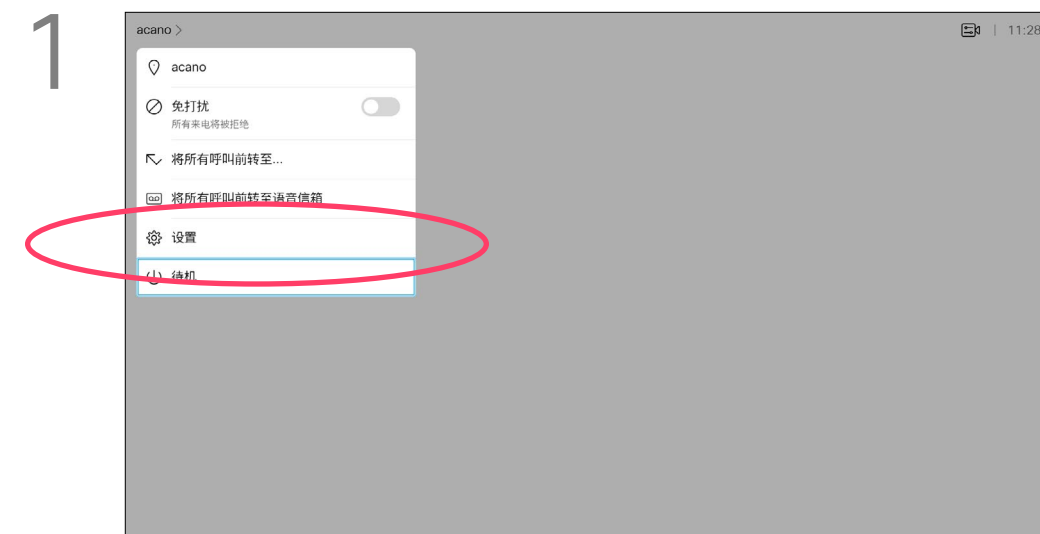 1
acano >
11:28
acano
免打扰
所有来电将被拒绝
将所有呼叫前转至...
将所有呼叫前转至语音信箱
设置
待机